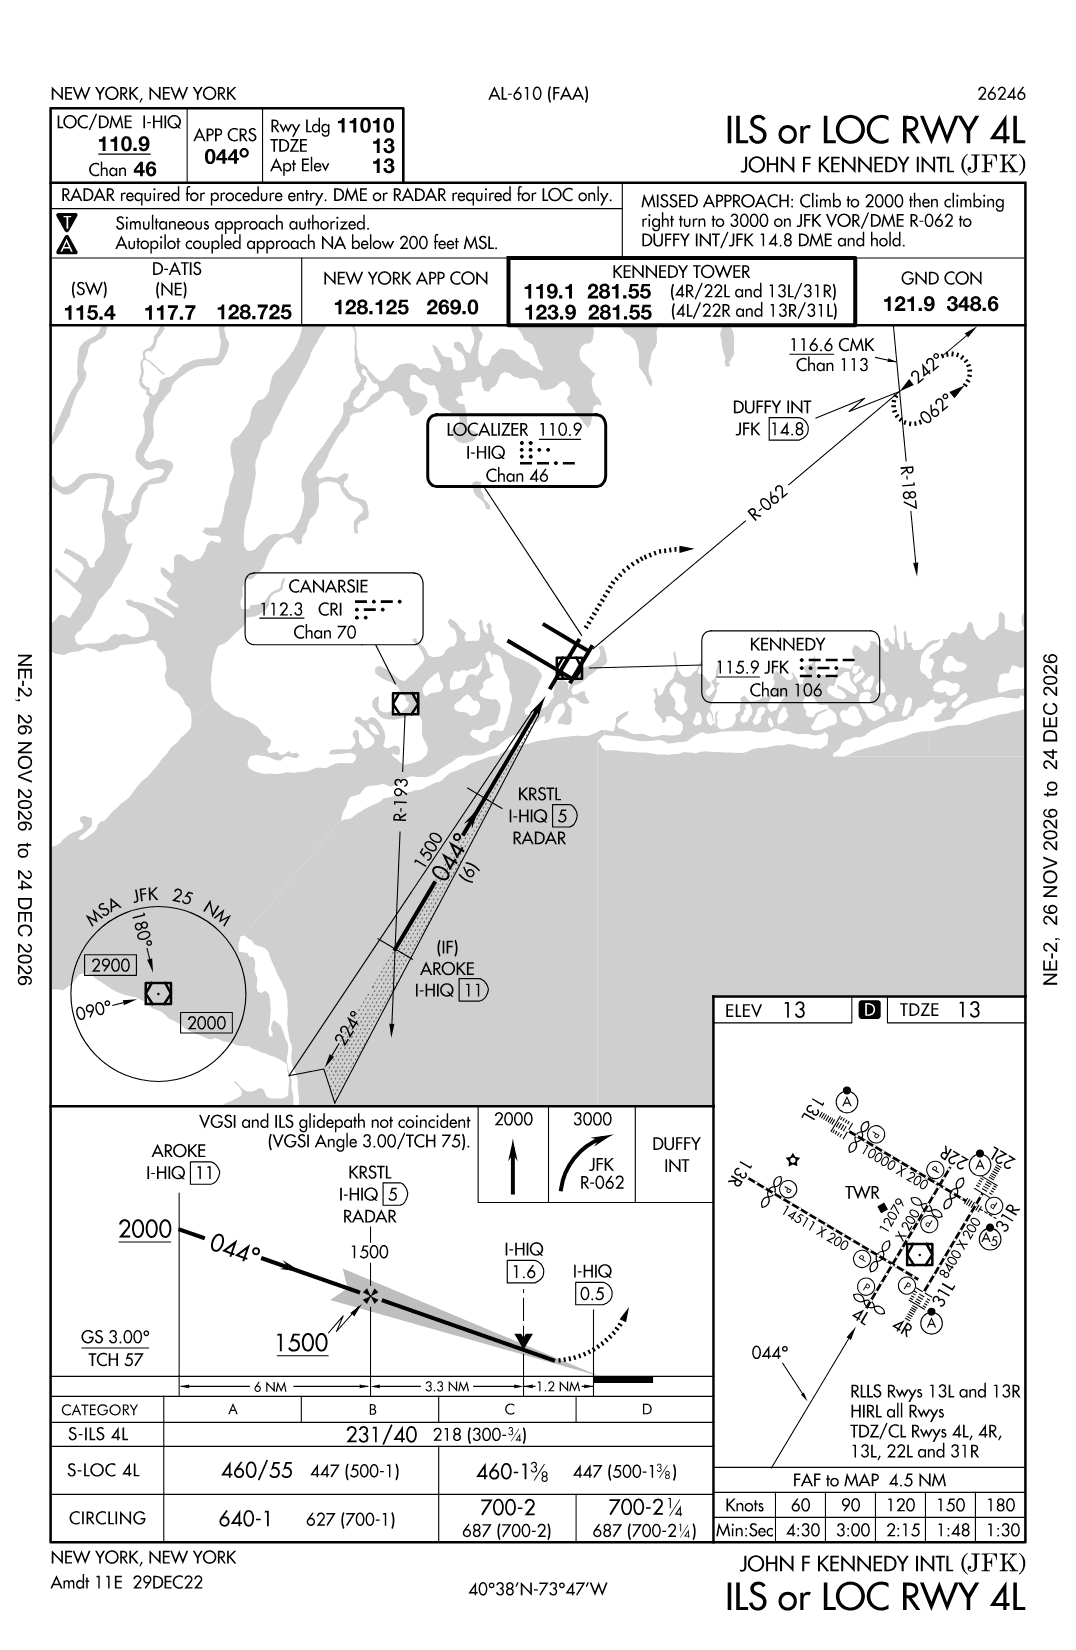 NEW YORK, NEW YORK
AL-610 (FAA)
26246
LOC/DME I-HIQ
110.9
Chan 46
APP CRS
044°
Rwy Ldg 11010
TDZE 13
Apt Elev 13
ILS or LOC RWY 4L
JOHN F KENNEDY INTL (JFK)
RADAR required for procedure entry. DME or RADAR required for LOC only.
T
Simultaneous approach authorized.
A
Autopilot coupled approach NA below 200 feet MSL.
MISSED APPROACH: Climb to 2000 then climbing
right turn to 3000 on JFK VOR/DME R-062 to
DUFFY INT/JFK 14.8 DME and hold.
D-ATIS
(SW) (NE)
115.4 117.7 128.725
NEW YORK APP CON
128.125 269.0
KENNEDY TOWER
119.1 281.55 (4R/22L and 13L/31R)
123.9 281.55 (4L/22R and 13R/31L)
GND CON
121.9 348.6
116.6 CMK
Chan 113
242°
062°
DUFFY INT
JFK 14.8
R-187
R-062
LOCALIZER 110.9
I-HIQ
Chan 46
CANARSIE
112.3 CRI
Chan 70
KENNEDY
115.9 JFK
Chan 106
R-193
KRSTL
I-HIQ 5
RADAR
1500
044°
(6)
(IF)
AROKE
I-HIQ 11
224°
MSA JFK 25 NM
180°
2900
090°
2000
NE-2, 26 NOV 2026 to 24 DEC 2026
NE-2, 26 NOV 2026 to 24 DEC 2026
ELEV 13
D
TDZE 13
13L
A
P
10000 X 200
22R
22L
A
P
13R
P
14511 X 200
TWR
12079
X 200
P
P
31R
A5
8400 X 200
P
P
31L
4L
4R
A
044°
RLLS Rwys 13L and 13R
HIRL all Rwys
TDZ/CL Rwys 4L, 4R,
13L, 22L and 31R
FAF to MAP 4.5 NM
Knots 60 90 120 150 180
Min:Sec 4:30 3:00 2:15 1:48 1:30
VGSI and ILS glidepath not coincident
(VGSI Angle 3.00/TCH 75).
2000
3000
JFK
R-062
DUFFY
INT
AROKE
I-HIQ 11
KRSTL
I-HIQ 5
RADAR
2000
044°
1500
I-HIQ
1.6
I-HIQ
0.5
1500
GS 3.00°
TCH 57
6 NM
3.3 NM
1.2 NM
CATEGORY A B C D
S-ILS 4L 231/40 218 (300-¾)
S-LOC 4L 460/55 447 (500-1) 460-1⅜ 447 (500-1⅜)
CIRCLING 640-1 627 (700-1) 700-2 687 (700-2) 700-2¼ 687 (700-2¼)
NEW YORK, NEW YORK
Amdt 11E 29DEC22
40°38'N-73°47'W
JOHN F KENNEDY INTL (JFK)
ILS or LOC RWY 4L